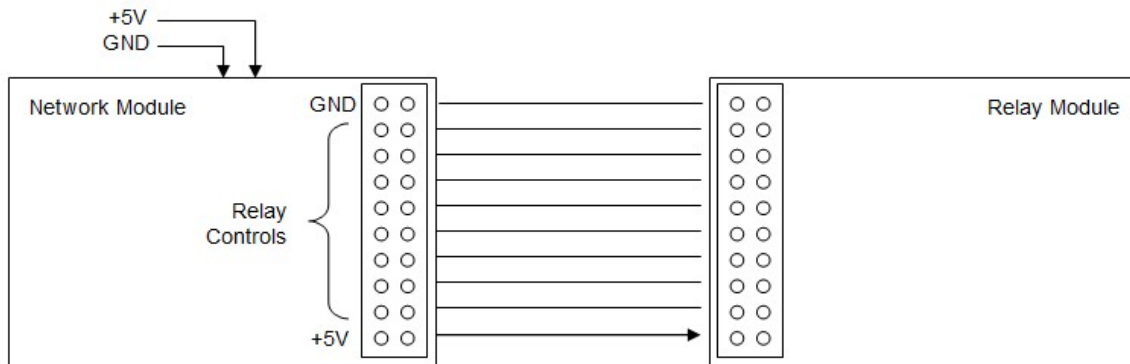 +5V
GND
Network Module
GND
Relay Module
Relay
Controls
+5V